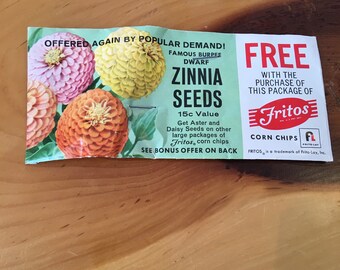 OFFERED AGAIN BY POPULAR DEMAND!
FAMOUS BURPEE
DWARF
ZINNIA
SEEDS
15c Value
Get Aster and
Daisy Seeds on other
large packages of
Fritos® corn chips
SEE BONUS OFFER ON BACK
FREE
WITH THE
PURCHASE OF
THIS PACKAGE OF
Fritos
CORN CHIPS
FRITOS® is a trademark of Frito-Lay, Inc.